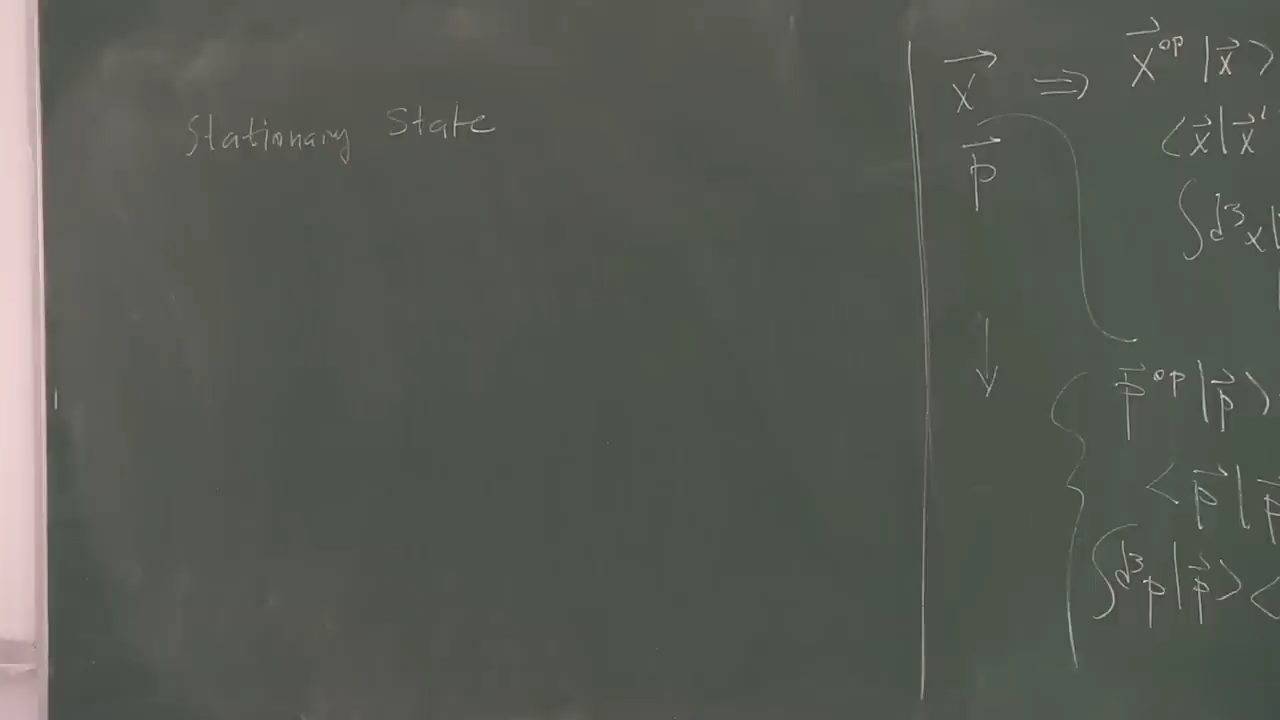 Stationary State
x⃗ ⇒ x⃗^op |x⃗⟩
p⃗
⟨x⃗|x⃗'
∫d³x|
↓
p⃗^op |p⃗⟩
⟨p⃗|p⃗
∫d³p|p⃗⟩⟨